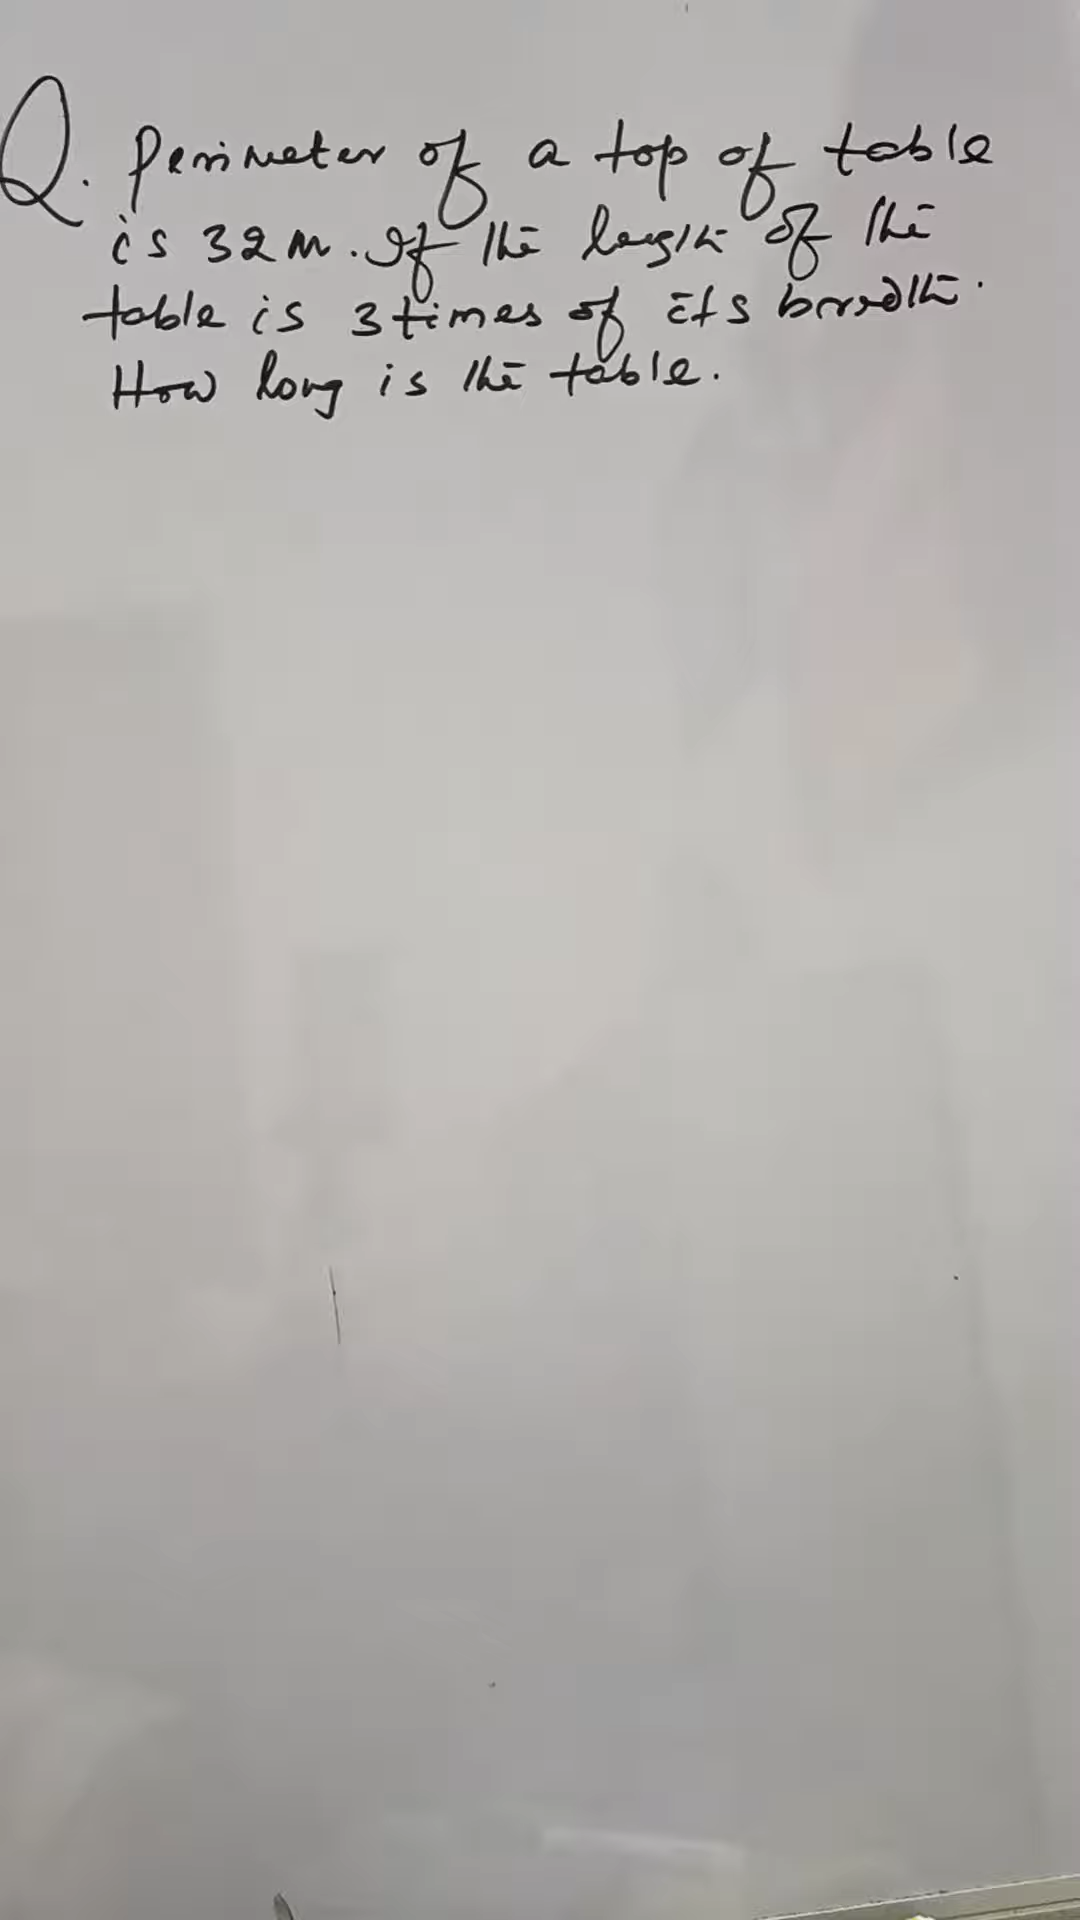 Q. Perimeter of a top of table
is 32 m. If the length of the
table is 3 times of its breadth.
How long is the table.